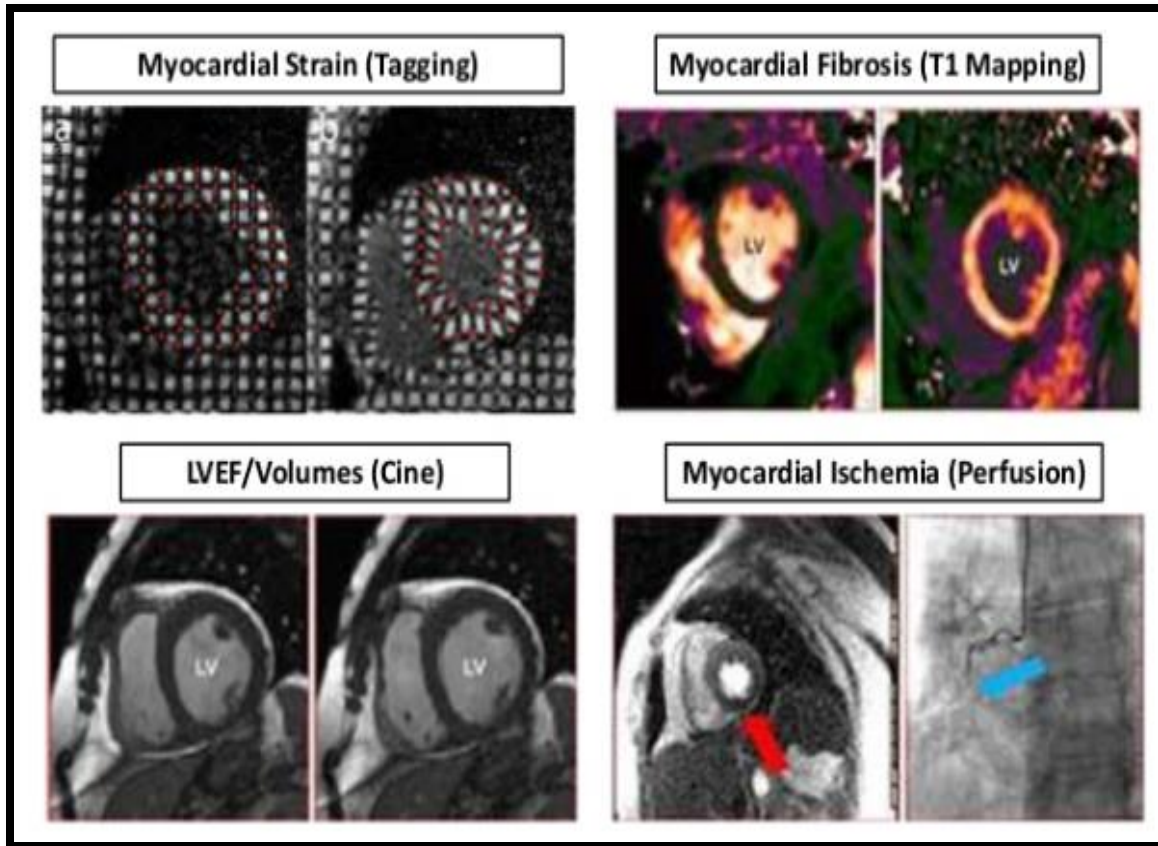 Myocardial Strain (Tagging)
Myocardial Fibrosis (T1 Mapping)
a
b
LV
LV
LVEF/Volumes (Cine)
Myocardial Ischemia (Perfusion)
LV
LV